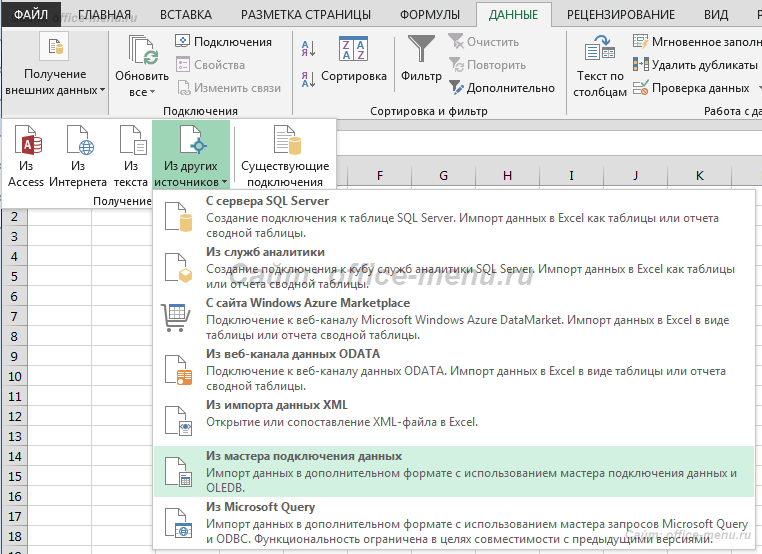 ФАЙЛ ГЛАВНАЯ ВСТАВКА РАЗМЕТКА СТРАНИЦЫ ФОРМУЛЫ ДАННЫЕ РЕЦЕНЗИРОВАНИЕ ВИД
Сайт: office-menu.ru
Получение
внешних данных
Обновить
все
Подключения
Свойства
Изменить связи
Подключения
А
Я
Я
А
Сортировка
Фильтр
Очистить
Повторить
Дополнительно
Сортировка и фильтр
Текст по
столбцам
Мгновенное заполн
Удалить дубликаты
Проверка данных
Работа с да
Из
Access
Из
Интернета
Из
текста
Из других
источников
Существующие
подключения
Получение
F G H I J K
2
3
4
5
6
7
8
9
10
11
12
13
14
15
16
17
18
С сервера SQL Server
Создание подключения к таблице SQL Server. Импорт данных в Excel как таблицы или отчета
сводной таблицы.
Из служб аналитики
Создание подключения к кубу служб аналитики SQL Server. Импорт данных в Excel как таблицы
или отчета сводной таблицы.
Сайт: office-menu.ru
С сайта Windows Azure Marketplace
Подключение к веб-каналу Microsoft Windows Azure DataMarket. Импорт данных в Excel в виде
таблицы или отчета сводной таблицы.
Из веб-канала данных ODATA
Подключение к веб-каналу данных ODATA. Импорт данных в Excel в виде таблицы или отчета
сводной таблицы.
Из импорта данных XML
Открытие или сопоставление XML-файла в Excel.
Из мастера подключения данных
Импорт данных в дополнительном формате с использованием мастера подключения данных и
OLEDB.
Из Microsoft Query
Импорт данных в дополнительном формате с использованием мастера запросов Microsoft Query
и ODBC. Функциональность ограничена в целях совместимости с предыдущими версиями.
Сайт: office-menu.ru